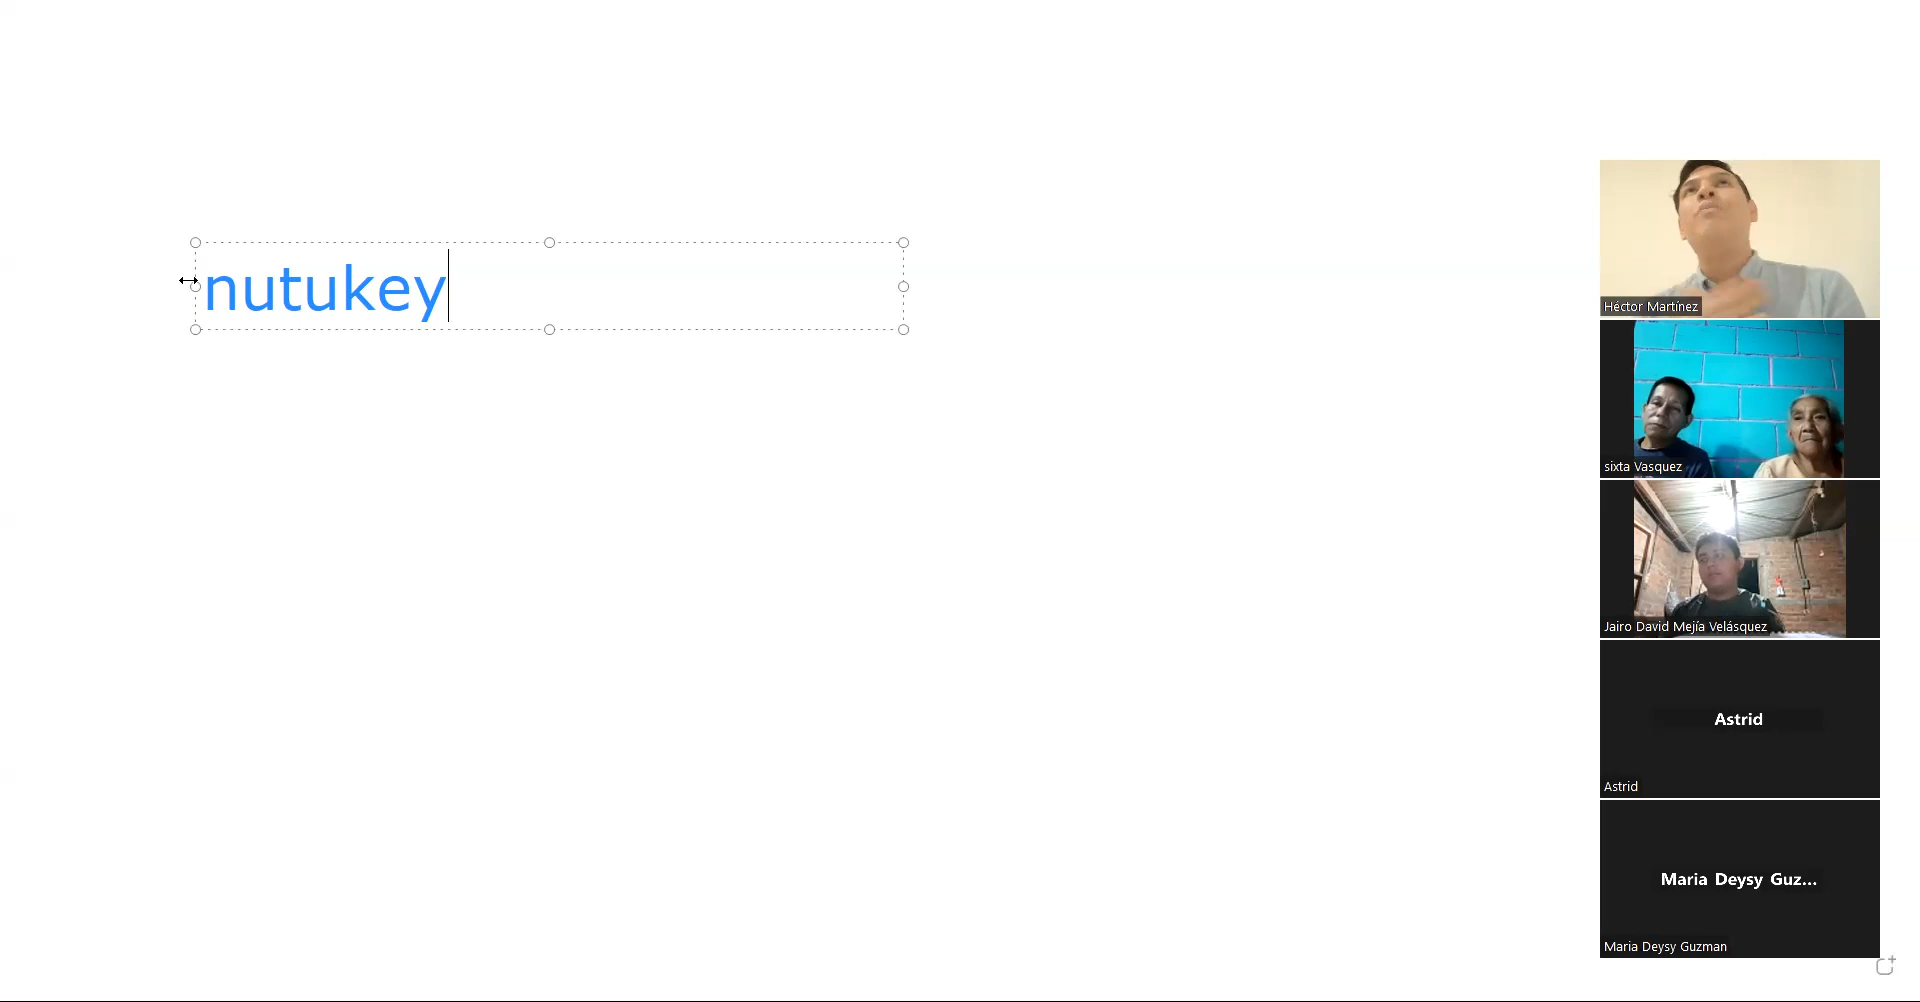 nutukey
Héctor Martínez
sixta Vasquez
Jairo David Mejía Velásquez
Astrid
Astrid
Maria Deysy Guz...
Maria Deysy Guzman